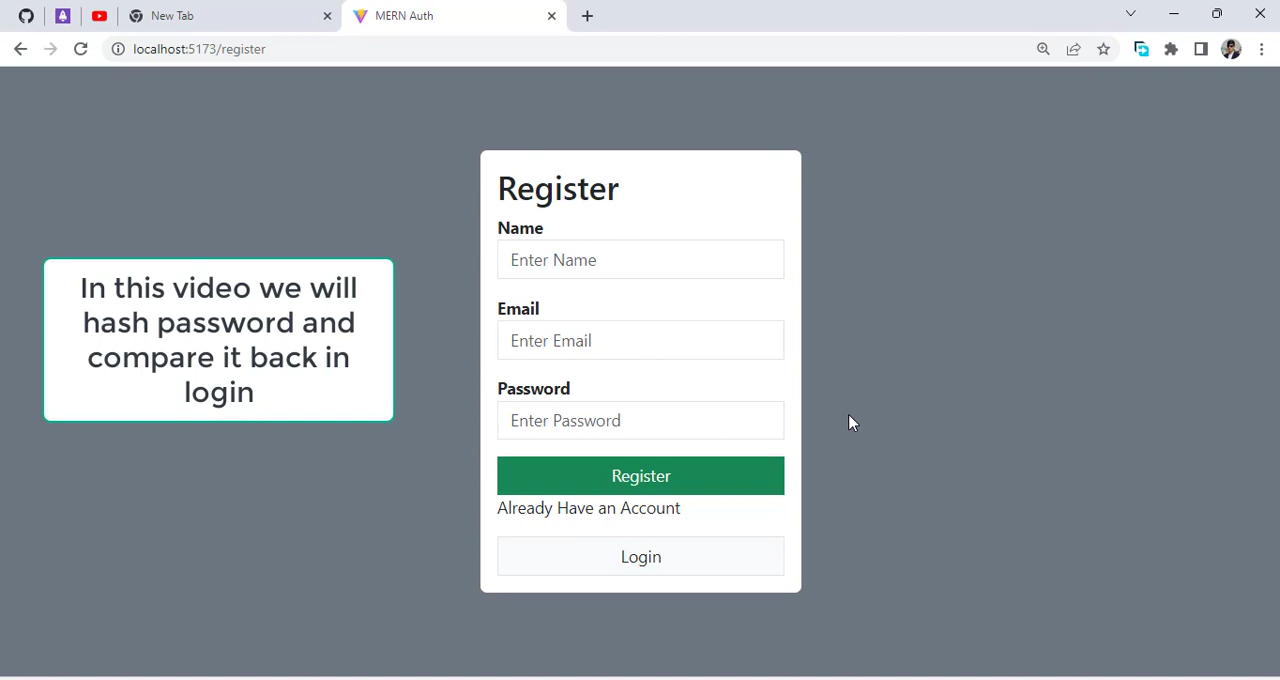 New Tab
MERN Auth
localhost:5173/register
Register
Name
Enter Name
Email
Enter Email
Password
Enter Password
Register
Already Have an Account
Login
In this video we will
hash password and
compare it back in
login